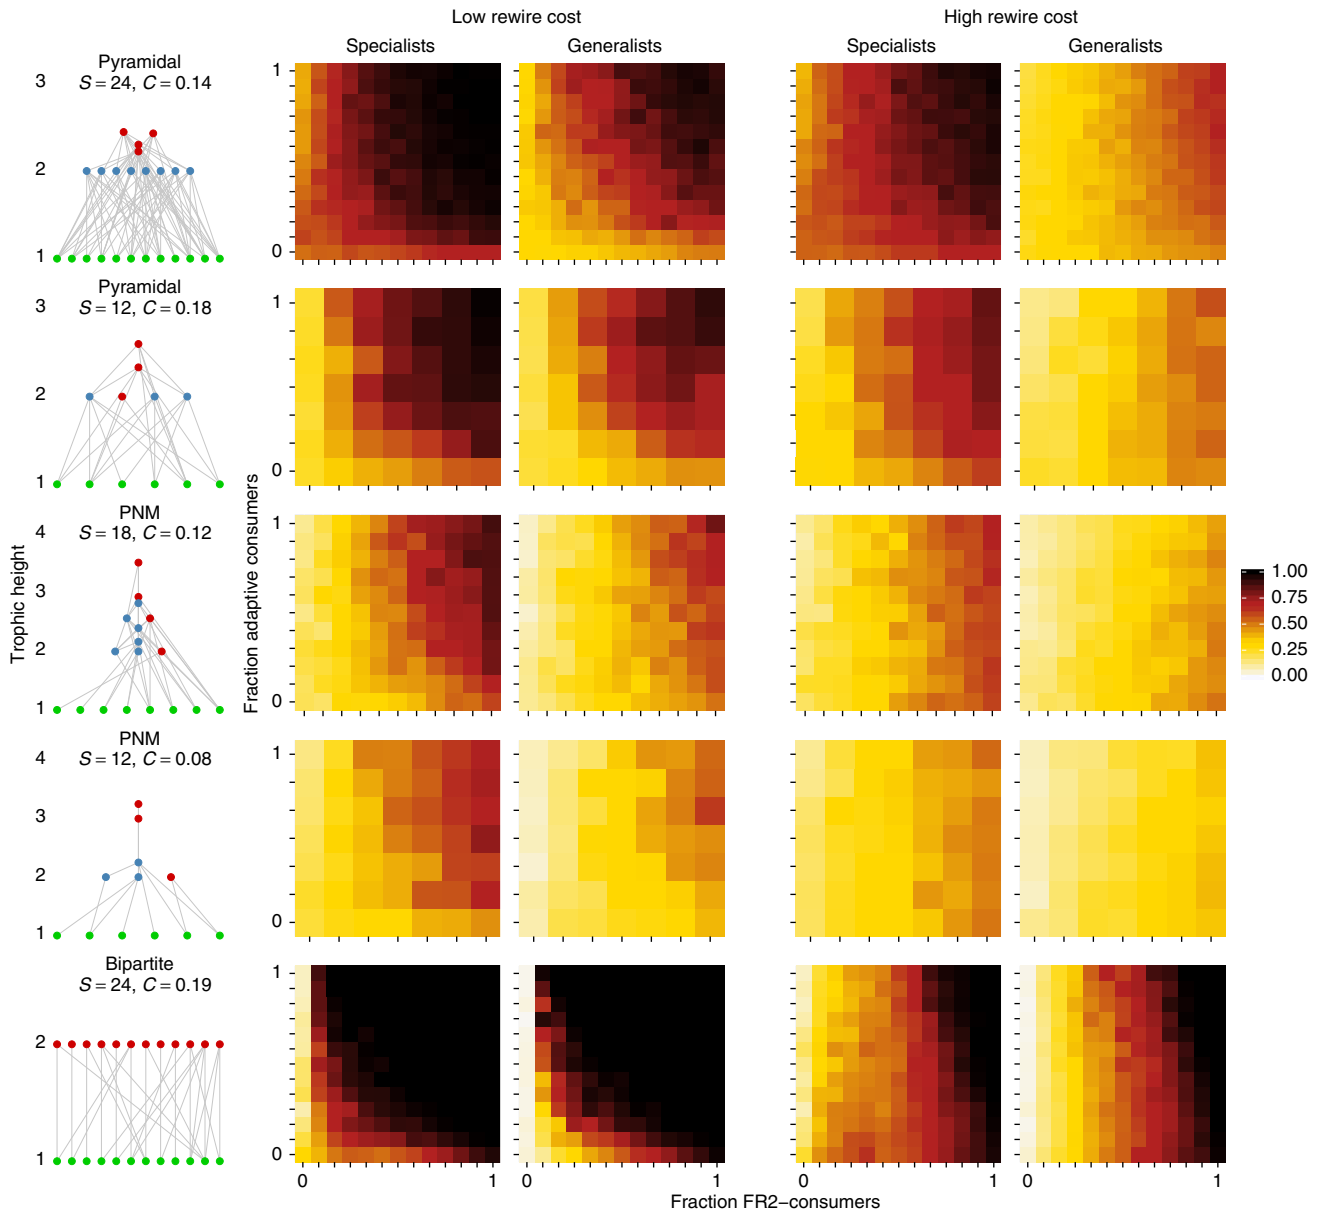 Low rewire cost
High rewire cost
Specialists
Generalists
Specialists
Generalists
Pyramidal
S = 24, C = 0.14
3
2
1
1
0
Pyramidal
S = 12, C = 0.18
3
2
1
1
0
PNM
S = 18, C = 0.12
4
3
2
1
1
0
PNM
S = 12, C = 0.08
4
3
2
1
1
0
Bipartite
S = 24, C = 0.19
2
1
1
0
Trophic height
Fraction adaptive consumers
1.00
0.75
0.50
0.25
0.00
0 1
0 1
0 1
0 1
Fraction FR2−consumers